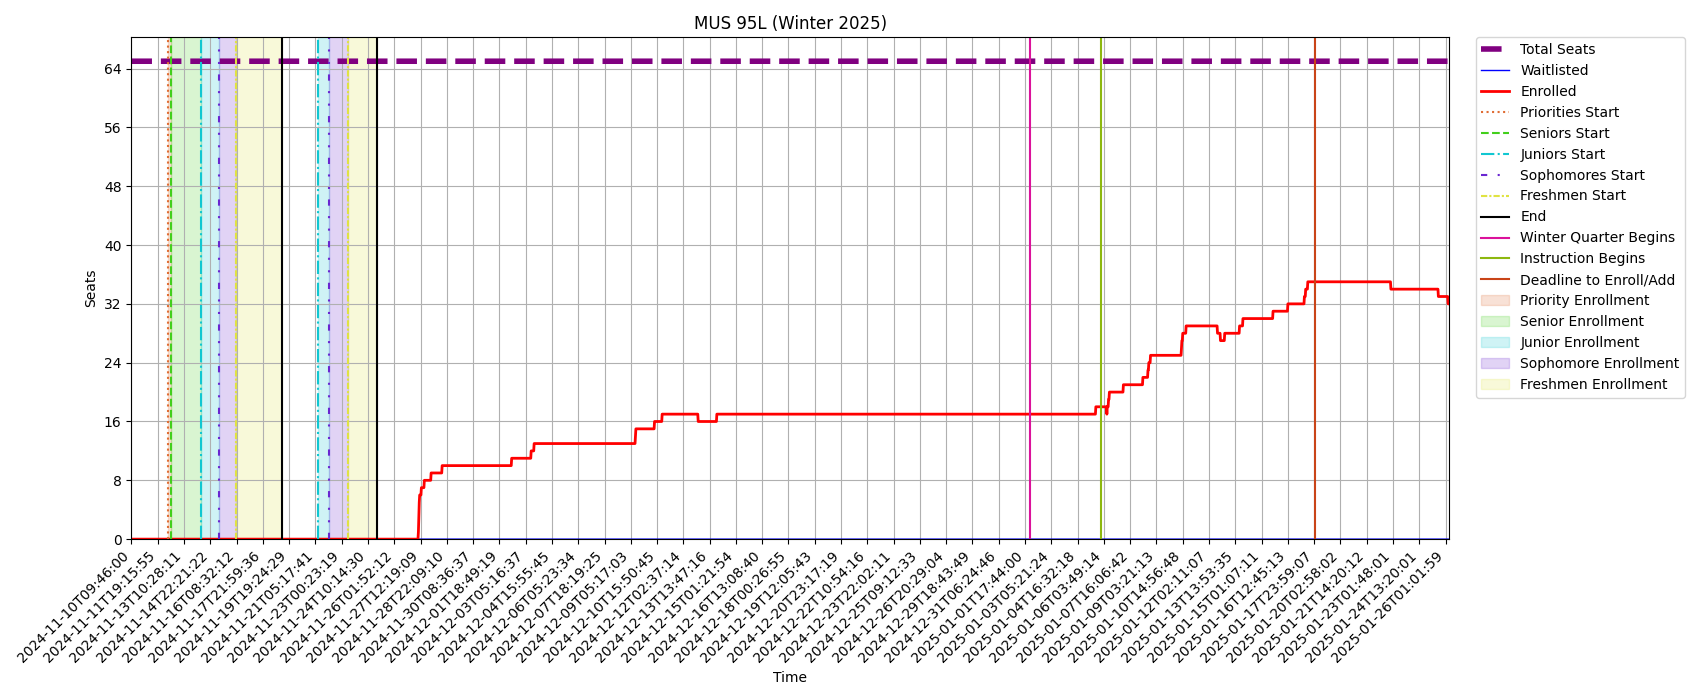 MUS 95L (Winter 2025)
Seats
64
56
48
40
32
24
16
8
0
2024-11-10T09:46:00
2024-11-11T19:15:55
2024-11-13T10:28:11
2024-11-14T22:21:22
2024-11-16T08:32:12
2024-11-17T21:59:36
2024-11-19T19:24:29
2024-11-21T05:17:41
2024-11-23T00:23:19
2024-11-24T10:14:30
2024-11-26T01:52:12
2024-11-27T12:19:09
2024-11-28T22:09:10
2024-11-30T08:36:37
2024-12-01T18:49:19
2024-12-03T05:16:37
2024-12-04T15:55:45
2024-12-06T05:23:34
2024-12-07T18:19:25
2024-12-09T05:17:03
2024-12-10T15:50:45
2024-12-12T02:37:14
2024-12-13T13:47:16
2024-12-15T01:21:54
2024-12-16T13:08:40
2024-12-18T00:26:55
2024-12-19T12:05:43
2024-12-20T23:17:19
2024-12-22T10:54:16
2024-12-23T22:02:11
2024-12-25T09:12:33
2024-12-26T20:29:04
2024-12-29T18:43:49
2024-12-31T06:24:46
2025-01-01T17:44:00
2025-01-03T05:21:24
2025-01-04T16:32:18
2025-01-06T03:49:14
2025-01-07T16:06:42
2025-01-09T03:21:13
2025-01-10T14:56:48
2025-01-12T02:11:07
2025-01-13T13:53:35
2025-01-15T01:07:11
2025-01-16T12:45:13
2025-01-17T23:59:07
2025-01-20T02:58:02
2025-01-21T14:20:12
2025-01-23T01:48:01
2025-01-24T13:20:01
2025-01-26T01:01:59
Time
Total Seats
Waitlisted
Enrolled
Priorities Start
Seniors Start
Juniors Start
Sophomores Start
Freshmen Start
End
Winter Quarter Begins
Instruction Begins
Deadline to Enroll/Add
Priority Enrollment
Senior Enrollment
Junior Enrollment
Sophomore Enrollment
Freshmen Enrollment